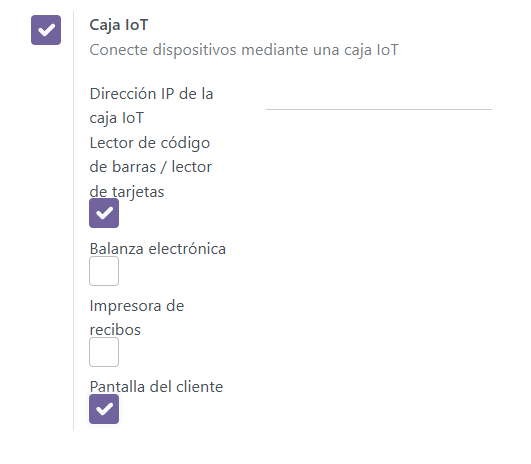 Caja IoT
Conecte dispositivos mediante una caja IoT
Dirección IP de la
caja IoT
Lector de código
de barras / lector
de tarjetas
Balanza electrónica
Impresora de
recibos
Pantalla del cliente